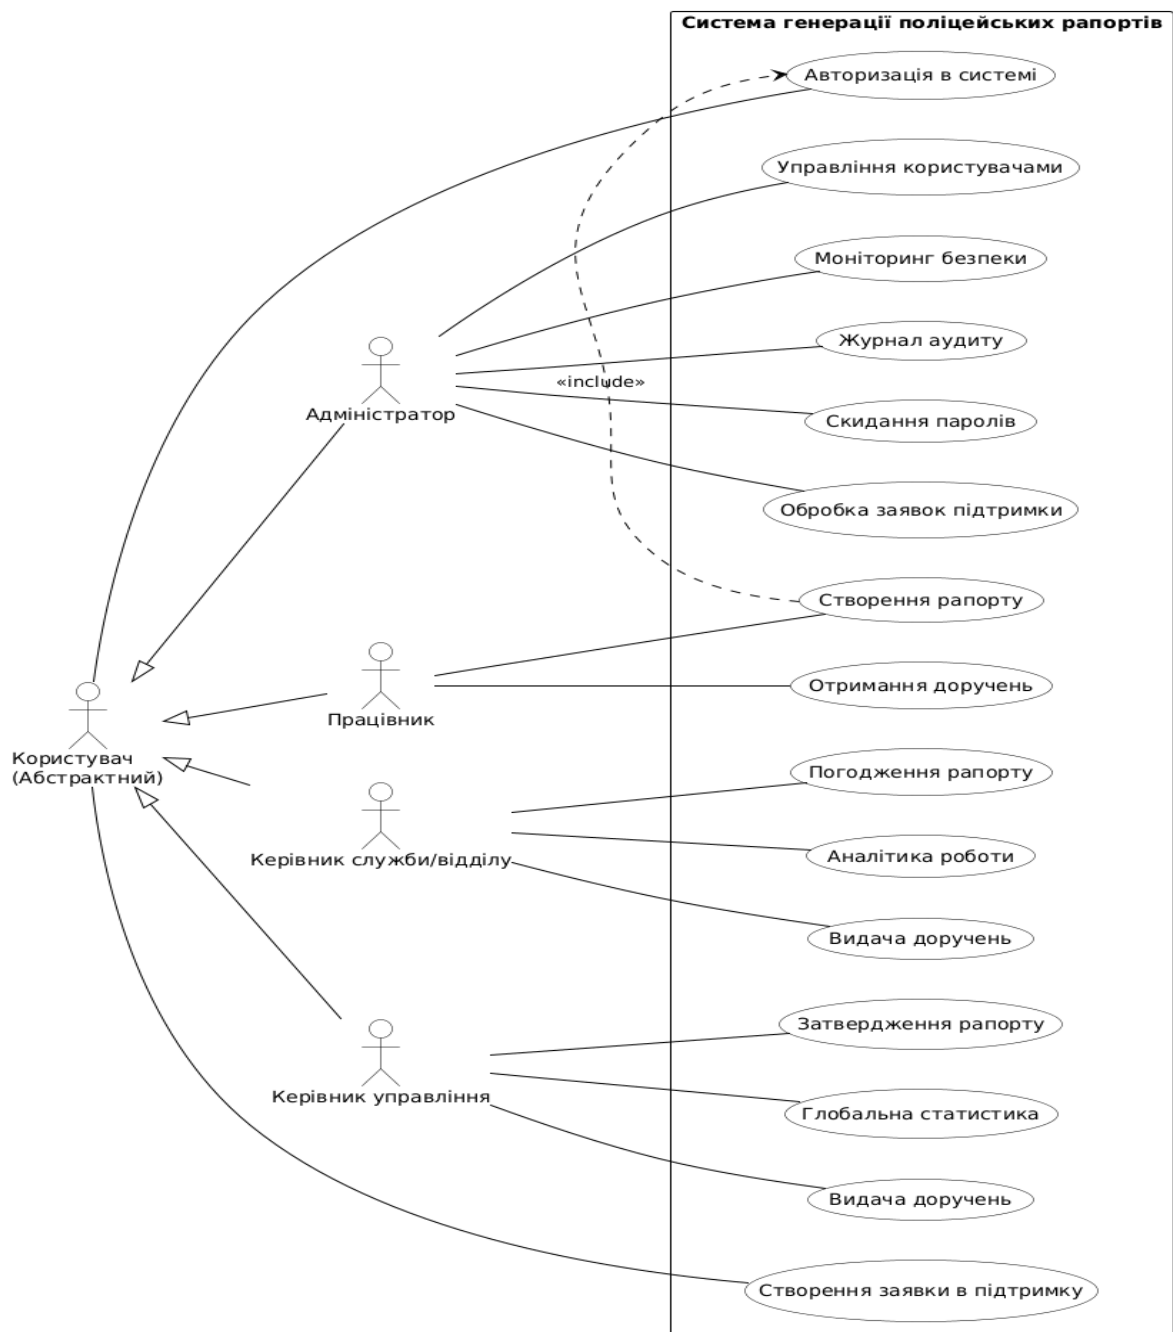 Система генерації поліцейських рапортів
Авторизація в системі
Управління користувачами
Моніторинг безпеки
Журнал аудиту
«include»
Адміністратор
Скидання паролів
Обробка заявок підтримки
Створення рапорту
Отримання доручень
Працівник
Користувач
(Абстрактний)
Погодження рапорту
Аналітика роботи
Керівник служби/відділу
Видача доручень
Затвердження рапорту
Керівник управління
Глобальна статистика
Видача доручень
Створення заявки в підтримку